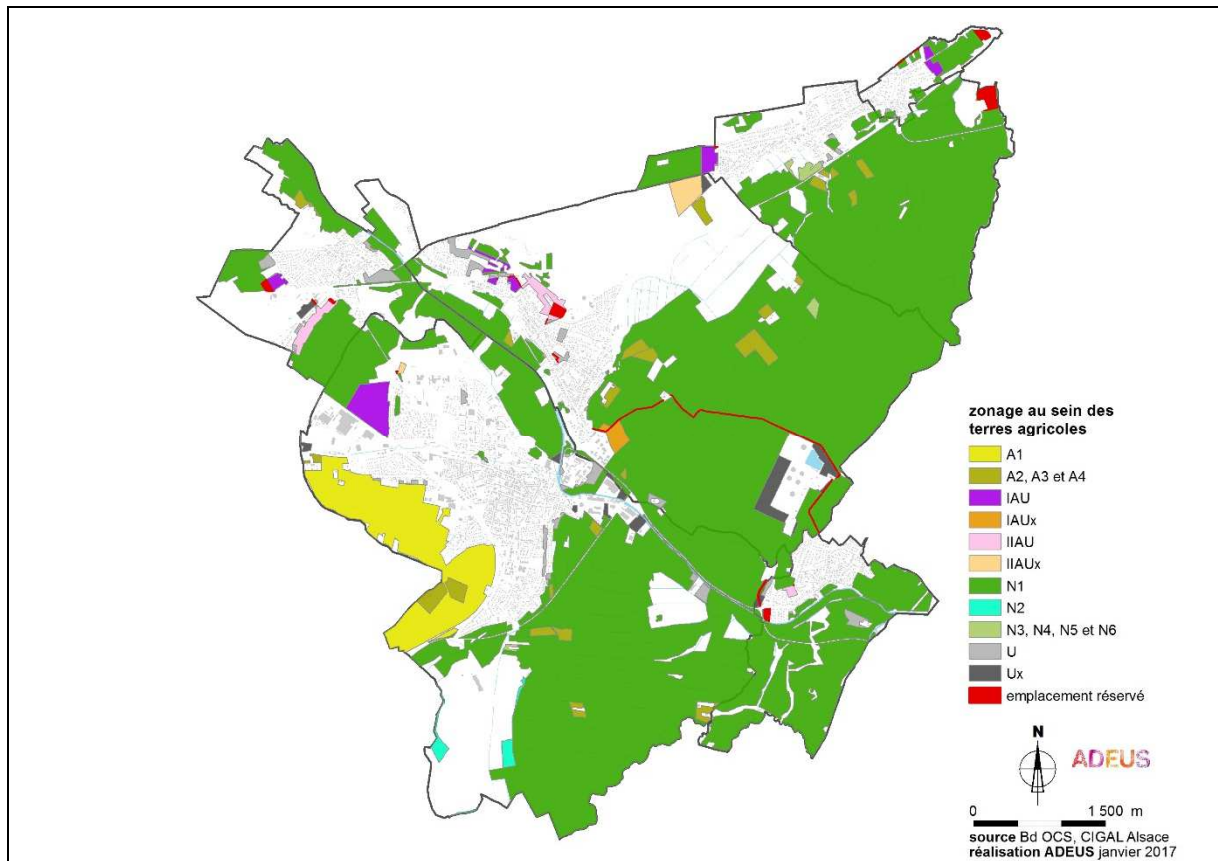 zonage au sein des
terres agricoles
A1
A2, A3 et A4
IAU
IAUx
IIAU
IIAUx
N1
N2
N3, N4, N5 et N6
U
Ux
emplacement réservé
N
ADEUS
0 1 500 m
source Bd OCS, CIGAL Alsace
réalisation ADEUS janvier 2017